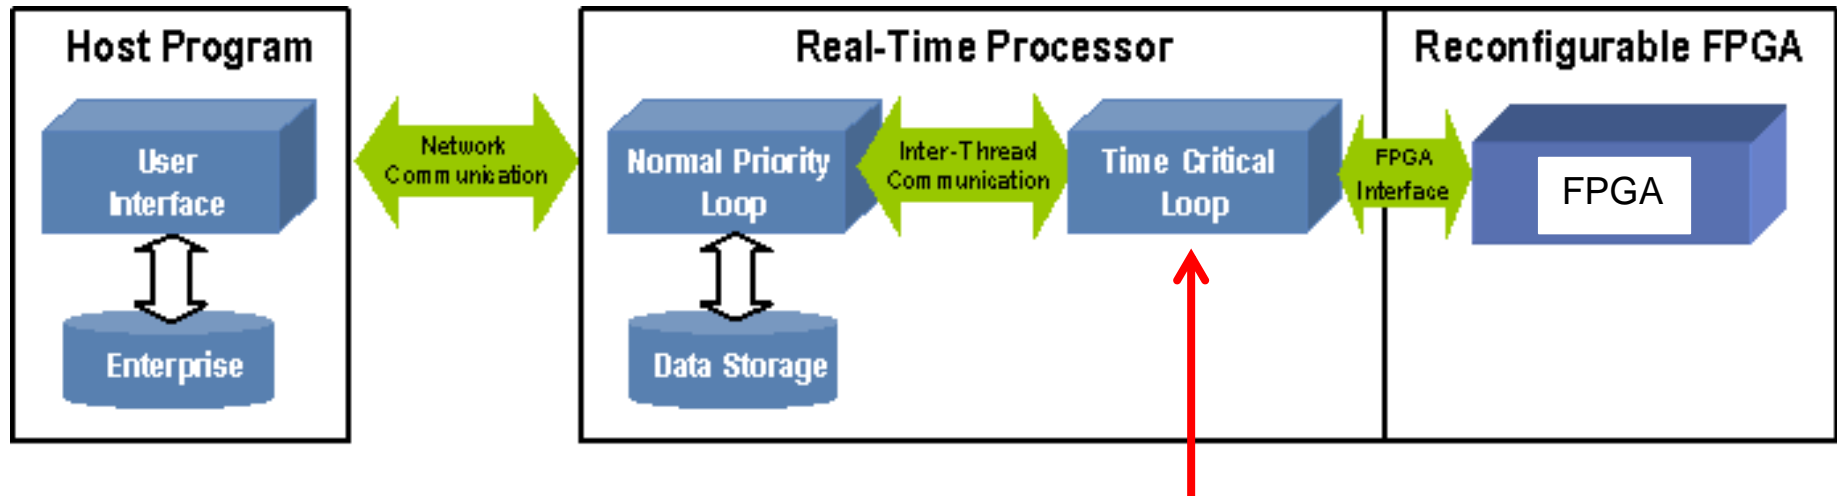 Host Program
User
Interface
Enterprise
Network
Communication
Real-Time Processor
Normal Priority
Loop
Data Storage
Inter-Thread
Communication
Time Critical
Loop
FPGA
Interface
Reconfigurable FPGA
FPGA